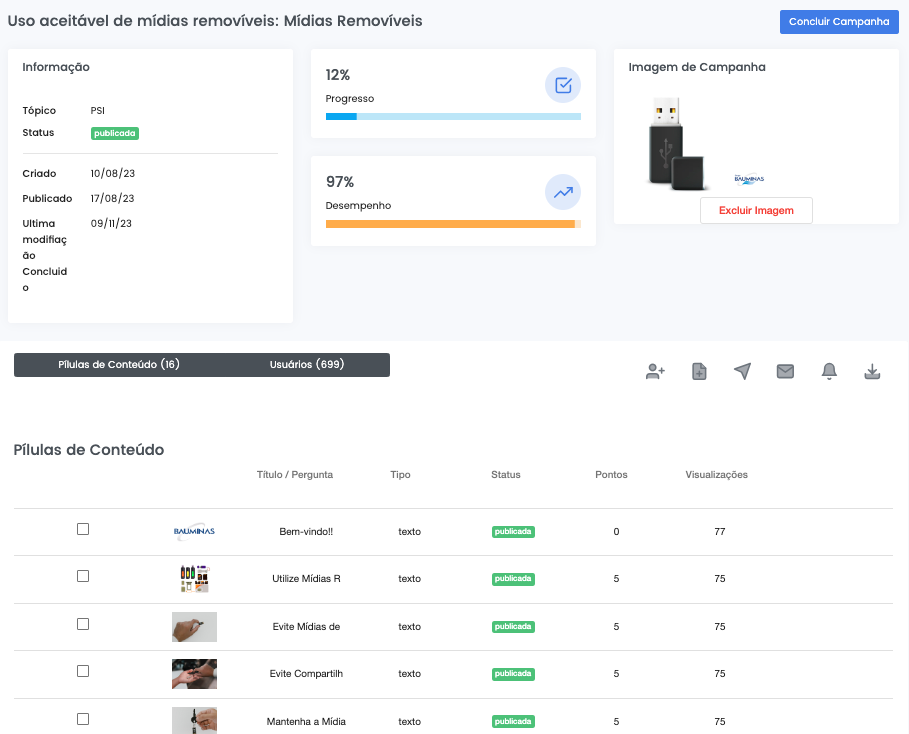 Uso aceitável de mídias removíveis: Mídias Removíveis
Concluir Campanha
Informação
Tópico PSI
Status publicada
Criado 10/08/23
Publicado 17/08/23
Ultima 09/11/23
modifiaç
ão
Concluid
o
12%
Progresso
97%
Desempenho
Imagem de Campanha
BAUMINAS
Excluir Imagem
Pílulas de Conteúdo (16) Usuários (699)
Pílulas de Conteúdo
Título / Pergunta Tipo Status Pontos Visualizações
BAUMINAS Bem-vindo!! texto publicada 0 77
Utilize Mídias R texto publicada 5 75
Evite Mídias de texto publicada 5 75
Evite Compartilh texto publicada 5 75
Mantenha a Mídia texto publicada 5 75